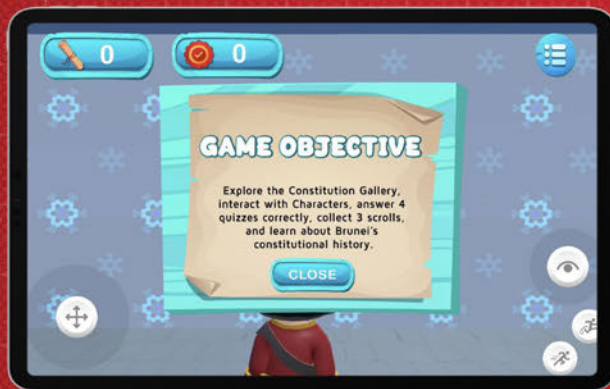 0
0
GAME OBJECTIVE
Explore the Constitution Gallery,
interact with Characters, answer 4
quizzes correctly, collect 3 scrolls,
and learn about Brunei's
constitutional history.
CLOSE